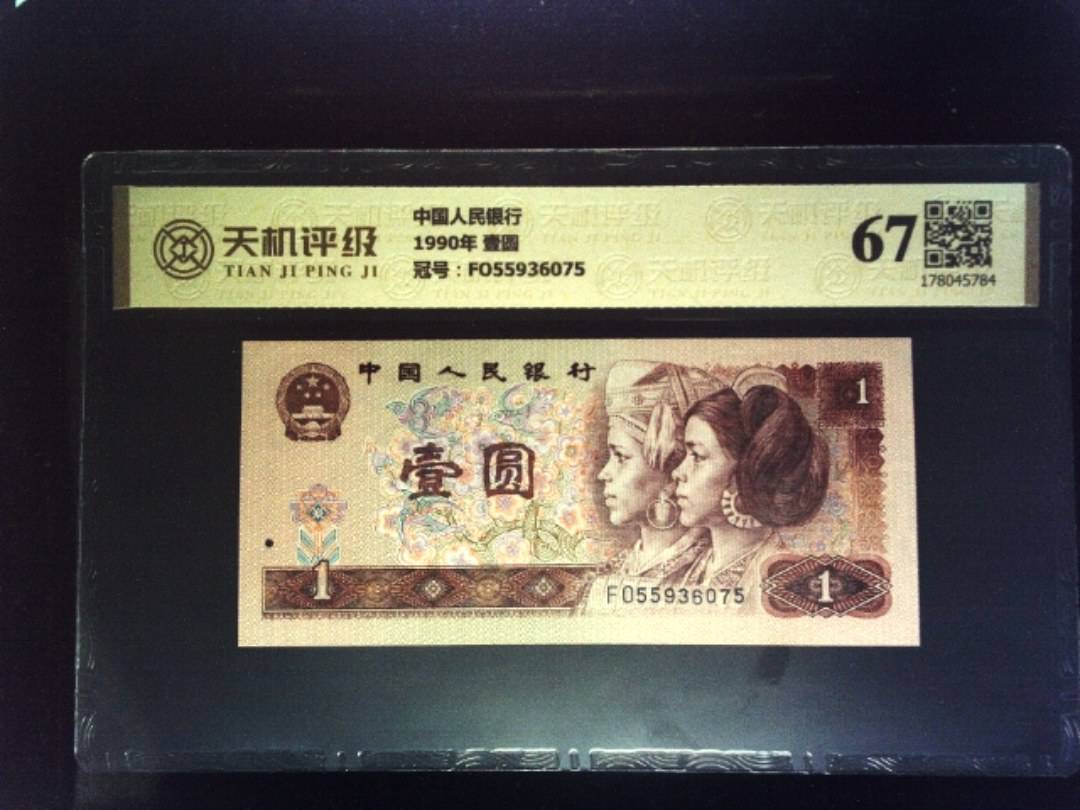 天机评级
TIAN JI PING JI
中国人民银行
1990年 壹圆
冠号：FO55936075
67
178045784
中国人民银行
1
壹圆
1
FO55936075
1